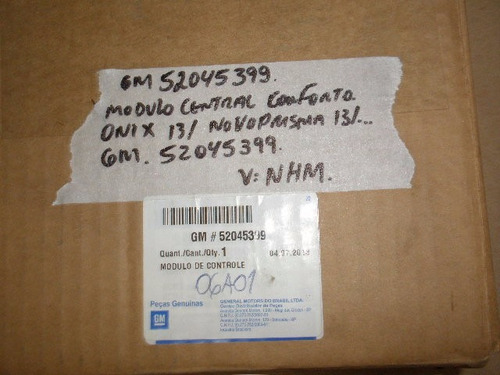 GM 52045399.
MODULO CENTRAL CONFORTO
ONIX 13/ NOVOPRISMA 13/...
GM. 52045399.
V: NHM.
GM # 52045399
Quant./Cant./Qty. 1
MODULO DE CONTROLE
06A01
Peças Genuínas
GENERAL MOTORS DO BRASIL LTDA.
GM